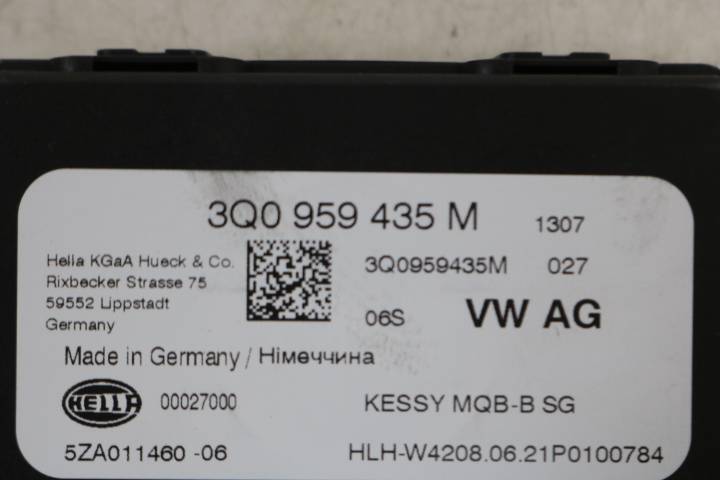 3Q0 959 435 M 1307
Hella KGaA Hueck & Co.
Rixbecker Strasse 75
59552 Lippstadt
Germany
3Q0959435M 027
06S VW AG
Made in Germany / Німеччина
HELLA 00027000 KESSY MQB-B SG
5ZA011460 -06 HLH-W4208.06.21P0100784